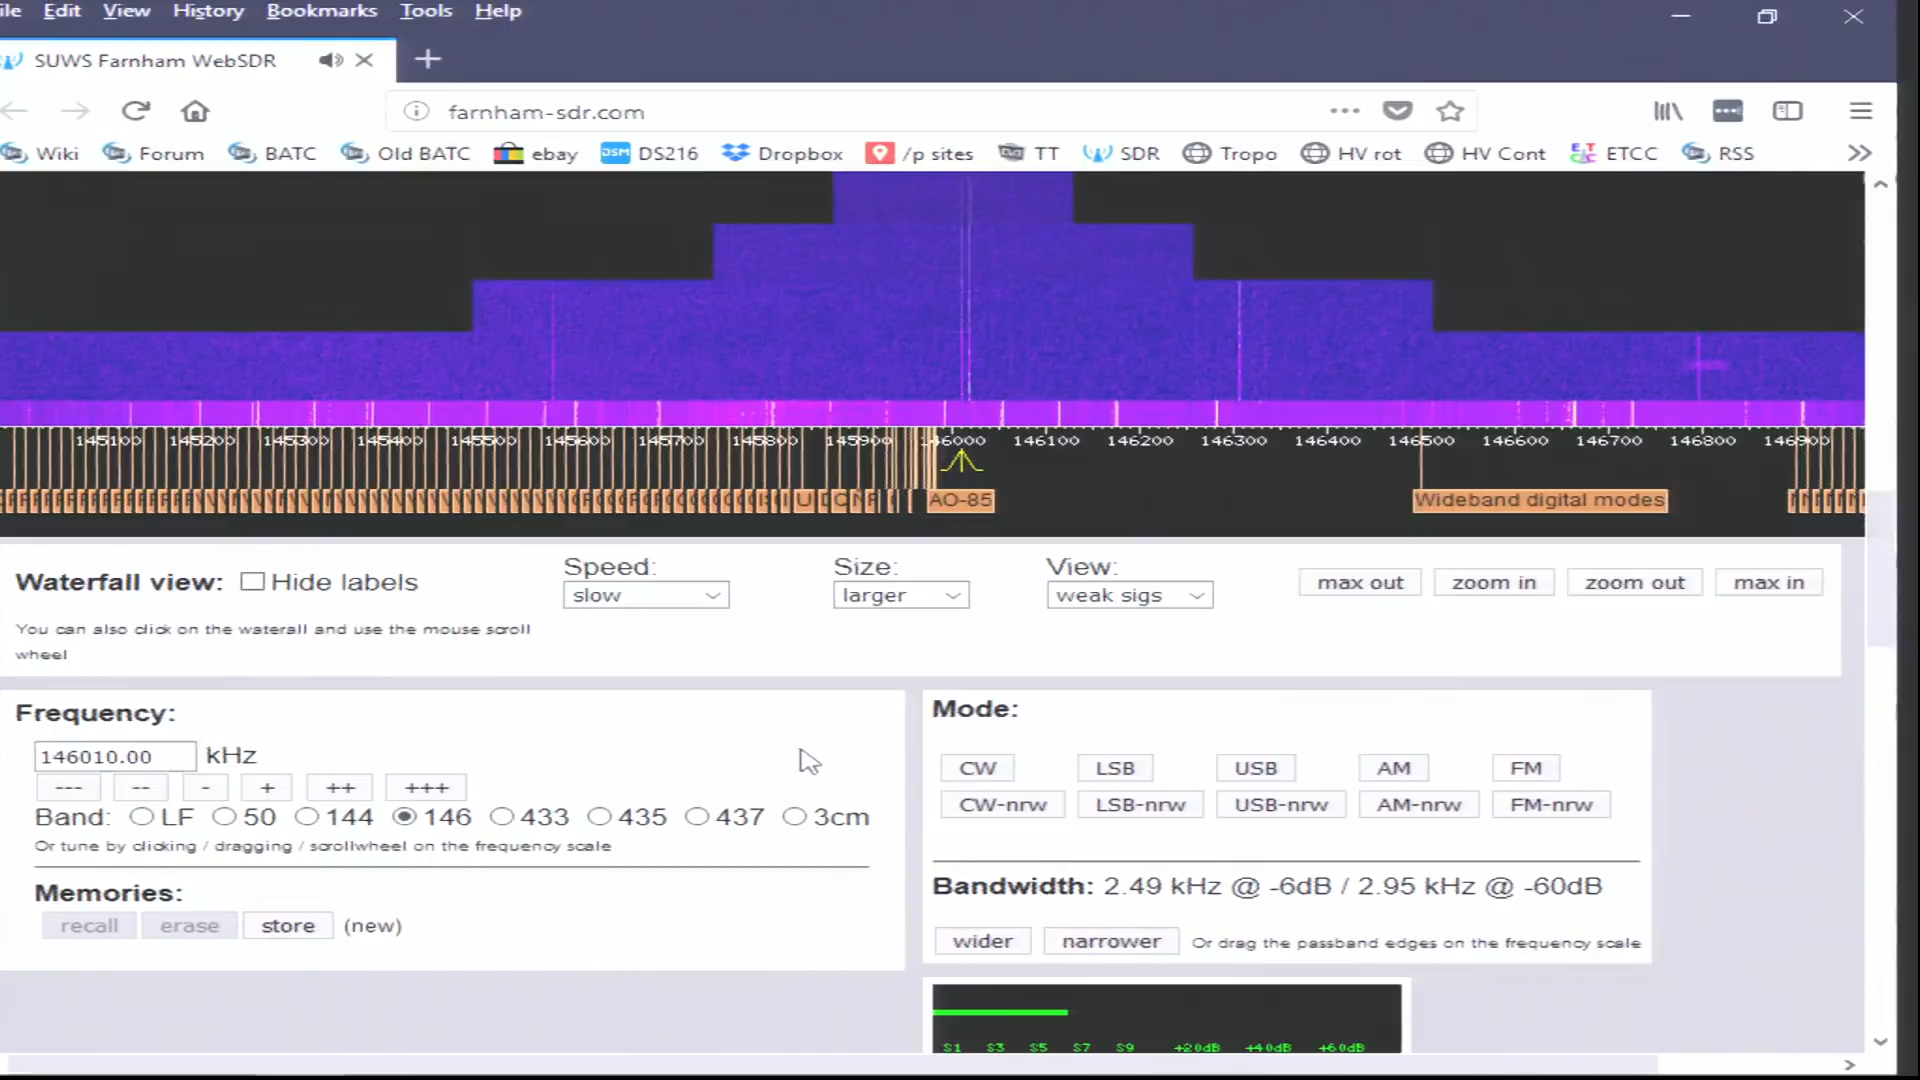 ile Edit View History Bookmarks Tools Help
SUWS Farnham WebSDR
farnham-sdr.com
Wiki Forum BATC Old BATC ebay DSM DS216 Dropbox /p sites TT SDR Tropo HV rot HV Cont ETCC RSS
145100 145200 145300 145400 145500 145600 145700 145800 145900 146000 146100 146200 146300 146400 146500 146600 146700 146800 146900
AO-85 Wideband digital modes
Waterfall view: Hide labels Speed: Size: View:
slow larger weak sigs max out zoom in zoom out max in
You can also click on the waterall and use the mouse scroll
wheel
Frequency:
146010.00 kHz
--- -- - + ++ +++
Band: LF 50 144 146 433 435 437 3cm
Or tune by clicking / dragging / scrollwheel on the frequency scale
Memories:
recall erase store (new)
Mode:
CW LSB USB AM FM
CW-nrw LSB-nrw USB-nrw AM-nrw FM-nrw
Bandwidth: 2.49 kHz @ -6dB / 2.95 kHz @ -60dB
wider narrower Or drag the passband edges on the frequency scale
S1 S3 S5 S7 S9 +20dB +40dB +60dB